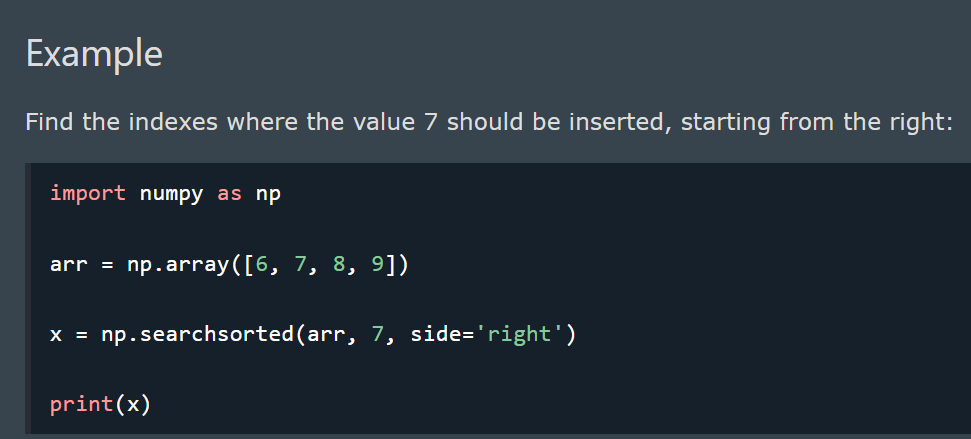 Example
Find the indexes where the value 7 should be inserted, starting from the right:
import numpy as np
arr = np.array([6, 7, 8, 9])
x = np.searchsorted(arr, 7, side='right')
print(x)